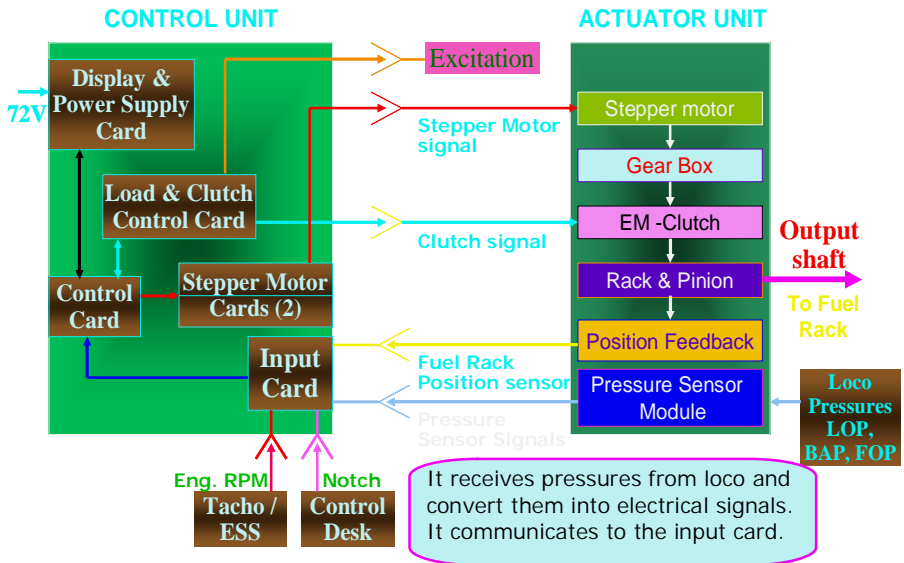 CONTROL UNIT
ACTUATOR UNIT
Excitation
Display &
Power Supply
Card
72V
Stepper Motor
signal
Stepper motor
Gear Box
Load & Clutch
Control Card
Clutch signal
EM -Clutch
Output
shaft
Control
Card
Stepper Motor
Cards (2)
Rack & Pinion
To Fuel
Rack
Input
Card
Fuel Rack
Position sensor
Position Feedback
Pressure
Sensor Signals
Pressure Sensor
Module
Loco
Pressures
LOP,
BAP, FOP
Eng. RPM
Notch
Tacho /
ESS
Control
Desk
It receives pressures from loco and
convert them into electrical signals.
It communicates to the input card.